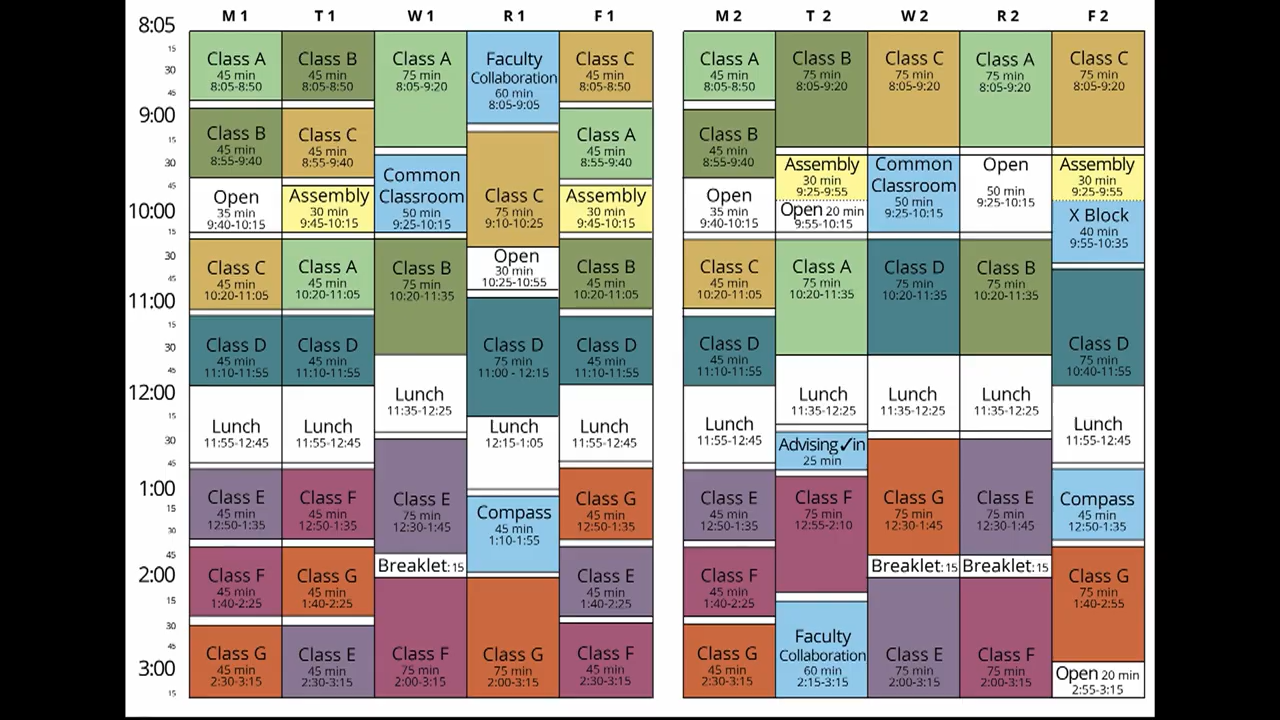 M 1
T 1
W 1
R 1
F 1
M 2
T 2
W 2
R 2
F 2
8:05
15
30
45
9:00
15
30
45
10:00
15
30
45
11:00
15
30
45
12:00
15
30
45
1:00
15
30
45
2:00
15
30
45
3:00
15
Class A
45 min
8:05-8:50
Class B
45 min
8:55-9:40
Open
35 min
9:40-10:15
Class C
45 min
10:20-11:05
Class D
45 min
11:10-11:55
Lunch
11:55-12:45
Class E
45 min
12:50-1:35
Class F
45 min
1:40-2:25
Class G
45 min
2:30-3:15
Class B
45 min
8:05-8:50
Class C
45 min
8:55-9:40
Assembly
30 min
9:45-10:15
Class A
45 min
10:20-11:05
Class D
45 min
11:10-11:55
Lunch
11:55-12:45
Class F
45 min
12:50-1:35
Class G
45 min
1:40-2:25
Class E
45 min
2:30-3:15
Class A
75 min
8:05-9:20
Common
Classroom
50 min
9:25-10:15
Class B
75 min
10:20-11:35
Lunch
11:35-12:25
Class E
75 min
12:30-1:45
Breaklet:15
Class F
75 min
2:00-3:15
Faculty
Collaboration
60 min
8:05-9:05
Class C
75 min
9:10-10:25
Open
30 min
10:25-10:55
Class D
75 min
11:00 - 12:15
Lunch
12:15-1:05
Compass
45 min
1:10-1:55
Class G
75 min
2:00-3:15
Class C
45 min
8:05-8:50
Class A
45 min
8:55-9:40
Assembly
30 min
9:45-10:15
Class B
45 min
10:20-11:05
Class D
45 min
11:10-11:55
Lunch
11:55-12:45
Class G
45 min
12:50-1:35
Class E
45 min
1:40-2:25
Class F
45 min
2:30-3:15
Class A
45 min
8:05-8:50
Class B
45 min
8:55-9:40
Open
35 min
9:40-10:15
Class C
45 min
10:20-11:05
Class D
45 min
11:10-11:55
Lunch
11:55-12:45
Class E
45 min
12:50-1:35
Class F
45 min
1:40-2:25
Class G
45 min
2:30-3:15
Class B
75 min
8:05-9:20
Assembly
30 min
9:25-9:55
Open 20 min
9:55-10:15
Class A
75 min
10:20-11:35
Lunch
11:35-12:25
Advising✓in
25 min
Class F
75 min
12:55-2:10
Faculty
Collaboration
60 min
2:15-3:15
Class C
75 min
8:05-9:20
Common
Classroom
50 min
9:25-10:15
Class D
75 min
10:20-11:35
Lunch
11:35-12:25
Class G
75 min
12:30-1:45
Breaklet:15
Class E
75 min
2:00-3:15
Class A
75 min
8:05-9:20
Open
50 min
9:25-10:15
Class B
75 min
10:20-11:35
Lunch
11:35-12:25
Class E
75 min
12:30-1:45
Breaklet:15
Class F
75 min
2:00-3:15
Class C
75 min
8:05-9:20
Assembly
30 min
9:25-9:55
X Block
40 min
9:55-10:35
Class D
75 min
10:40-11:55
Lunch
11:55-12:45
Compass
45 min
12:50-1:35
Class G
75 min
1:40-2:55
Open 20 min
2:55-3:15